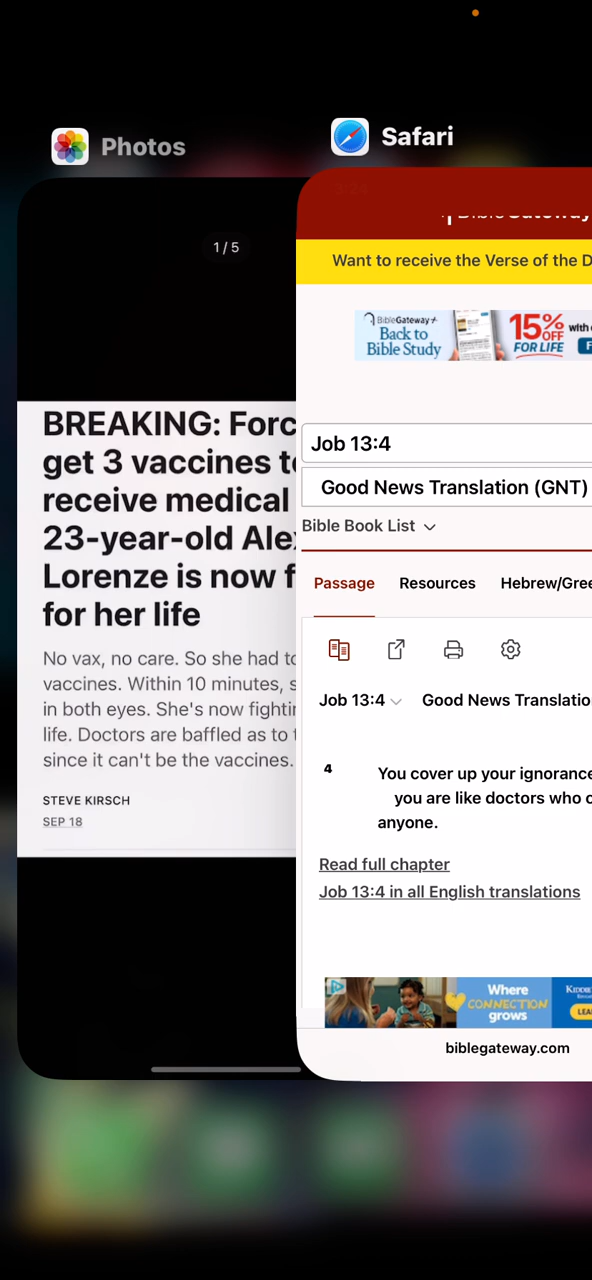 Photos
1/5
BREAKING: Forc
get 3 vaccines to
receive medical
23-year-old Ale
Lorenze is now f
for her life
No vax, no care. So she had to
vaccines. Within 10 minutes, s
in both eyes. She's now fightin
life. Doctors are baffled as to
since it can't be the vaccines.
STEVE KIRSCH
SEP 18
Safari
Want to receive the Verse of the D
BibleGateway+
Back to
Bible Study
15%
OFF
FOR LIFE
with
Job 13:4
Good News Translation (GNT)
Bible Book List
Passage
Resources
Hebrew/Gree
Job 13:4
Good News Translatio
4
You cover up your ignorance
you are like doctors who c
anyone.
Read full chapter
Job 13:4 in all English translations
Where
CONNECTION
grows
KINDE
LEA
biblegateway.com